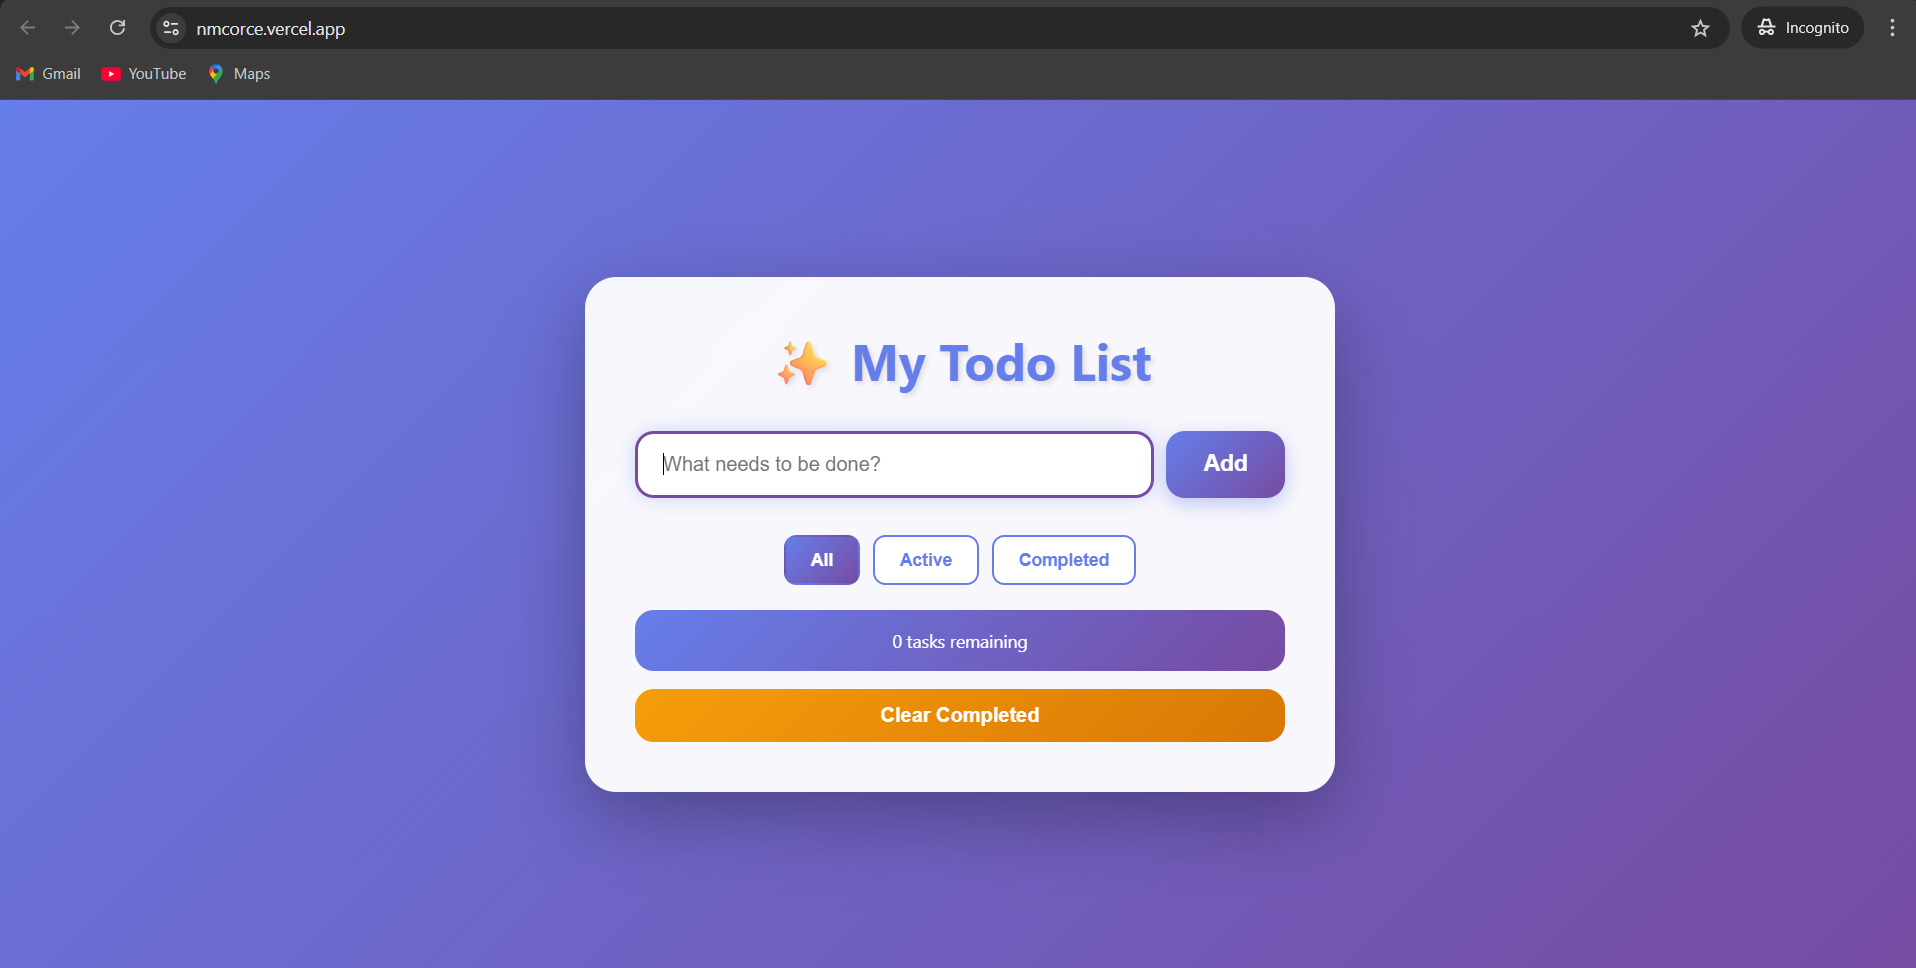 nmcorce.vercel.app
Incognito
Gmail
YouTube
Maps
✨ My Todo List
What needs to be done?
Add
All
Active
Completed
0 tasks remaining
Clear Completed